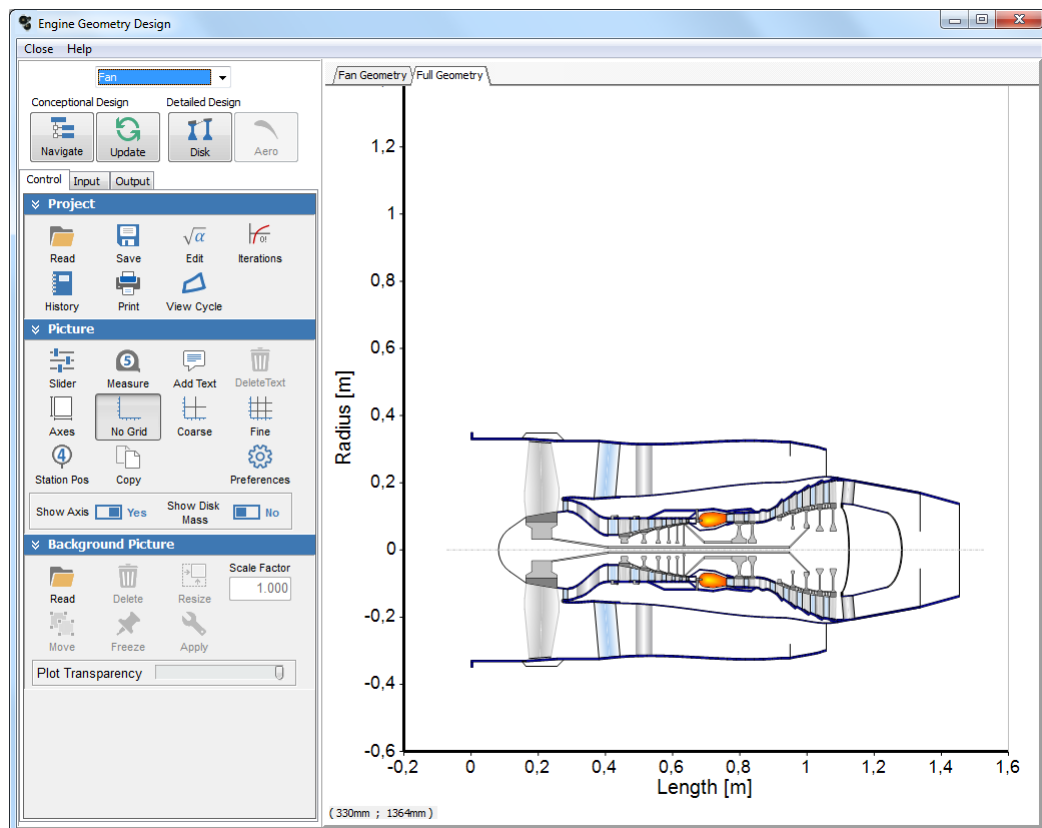 Engine Geometry Design
Close Help
Fan
Conceptional Design Detailed Design
Navigate Update Disk Aero
Control Input Output
Project
Read Save Edit Iterations
History Print View Cycle
Picture
Slider Measure Add Text DeleteText
Axes No Grid Coarse Fine
Station Pos Copy Preferences
Show Axis Yes Show Disk Mass No
Background Picture
Read Delete Resize Scale Factor
1.000
Move Freeze Apply
Plot Transparency
Fan Geometry Full Geometry
1,2
1
0,8
0,6
0,4
0,2
0
-0,2
-0,4
-0,6
Radius [m]
-0,2 0 0,2 0,4 0,6 0,8 1 1,2 1,4 1,6
Length [m]
(330mm ; 1364mm)